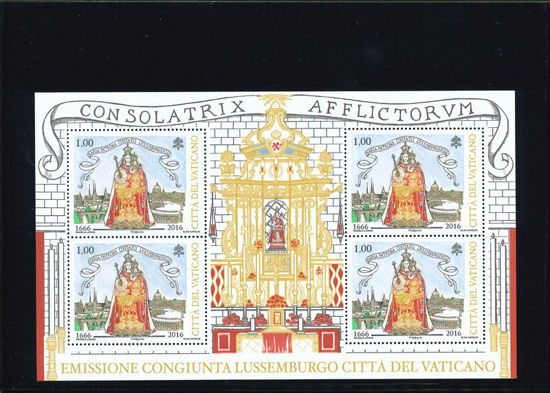 CONSOLATRIX AFFLICTORVM
1,00
CITTÀ DEL VATICANO
1666 2016
1,00
CITTÀ DEL VATICANO
1666 2016
1,00
CITTÀ DEL VATICANO
1666 2016
1,00
CITTÀ DEL VATICANO
1666 2016
EMISSIONE CONGIUNTA LUSSEMBURGO CITTÀ DEL VATICANO